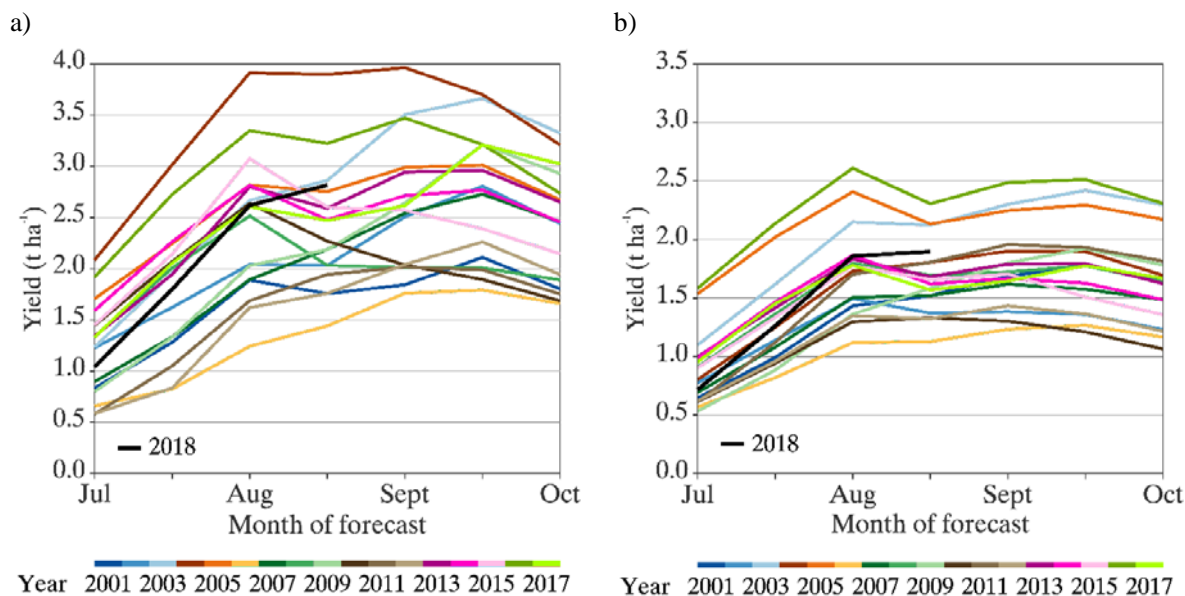 a)
4.0
3.5
3.0
2.5
2.0
1.5
1.0
0.5
0.0
Yield (t ha⁻¹)
2018
Jul Aug Sept Oct
Month of forecast
Year 2001 2003 2005 2007 2009 2011 2013 2015 2017
b)
3.5
3.0
2.5
2.0
1.5
1.0
0.5
0.0
Yield (t ha⁻¹)
2018
Jul Aug Sept Oct
Month of forecast
Year 2001 2003 2005 2007 2009 2011 2013 2015 2017